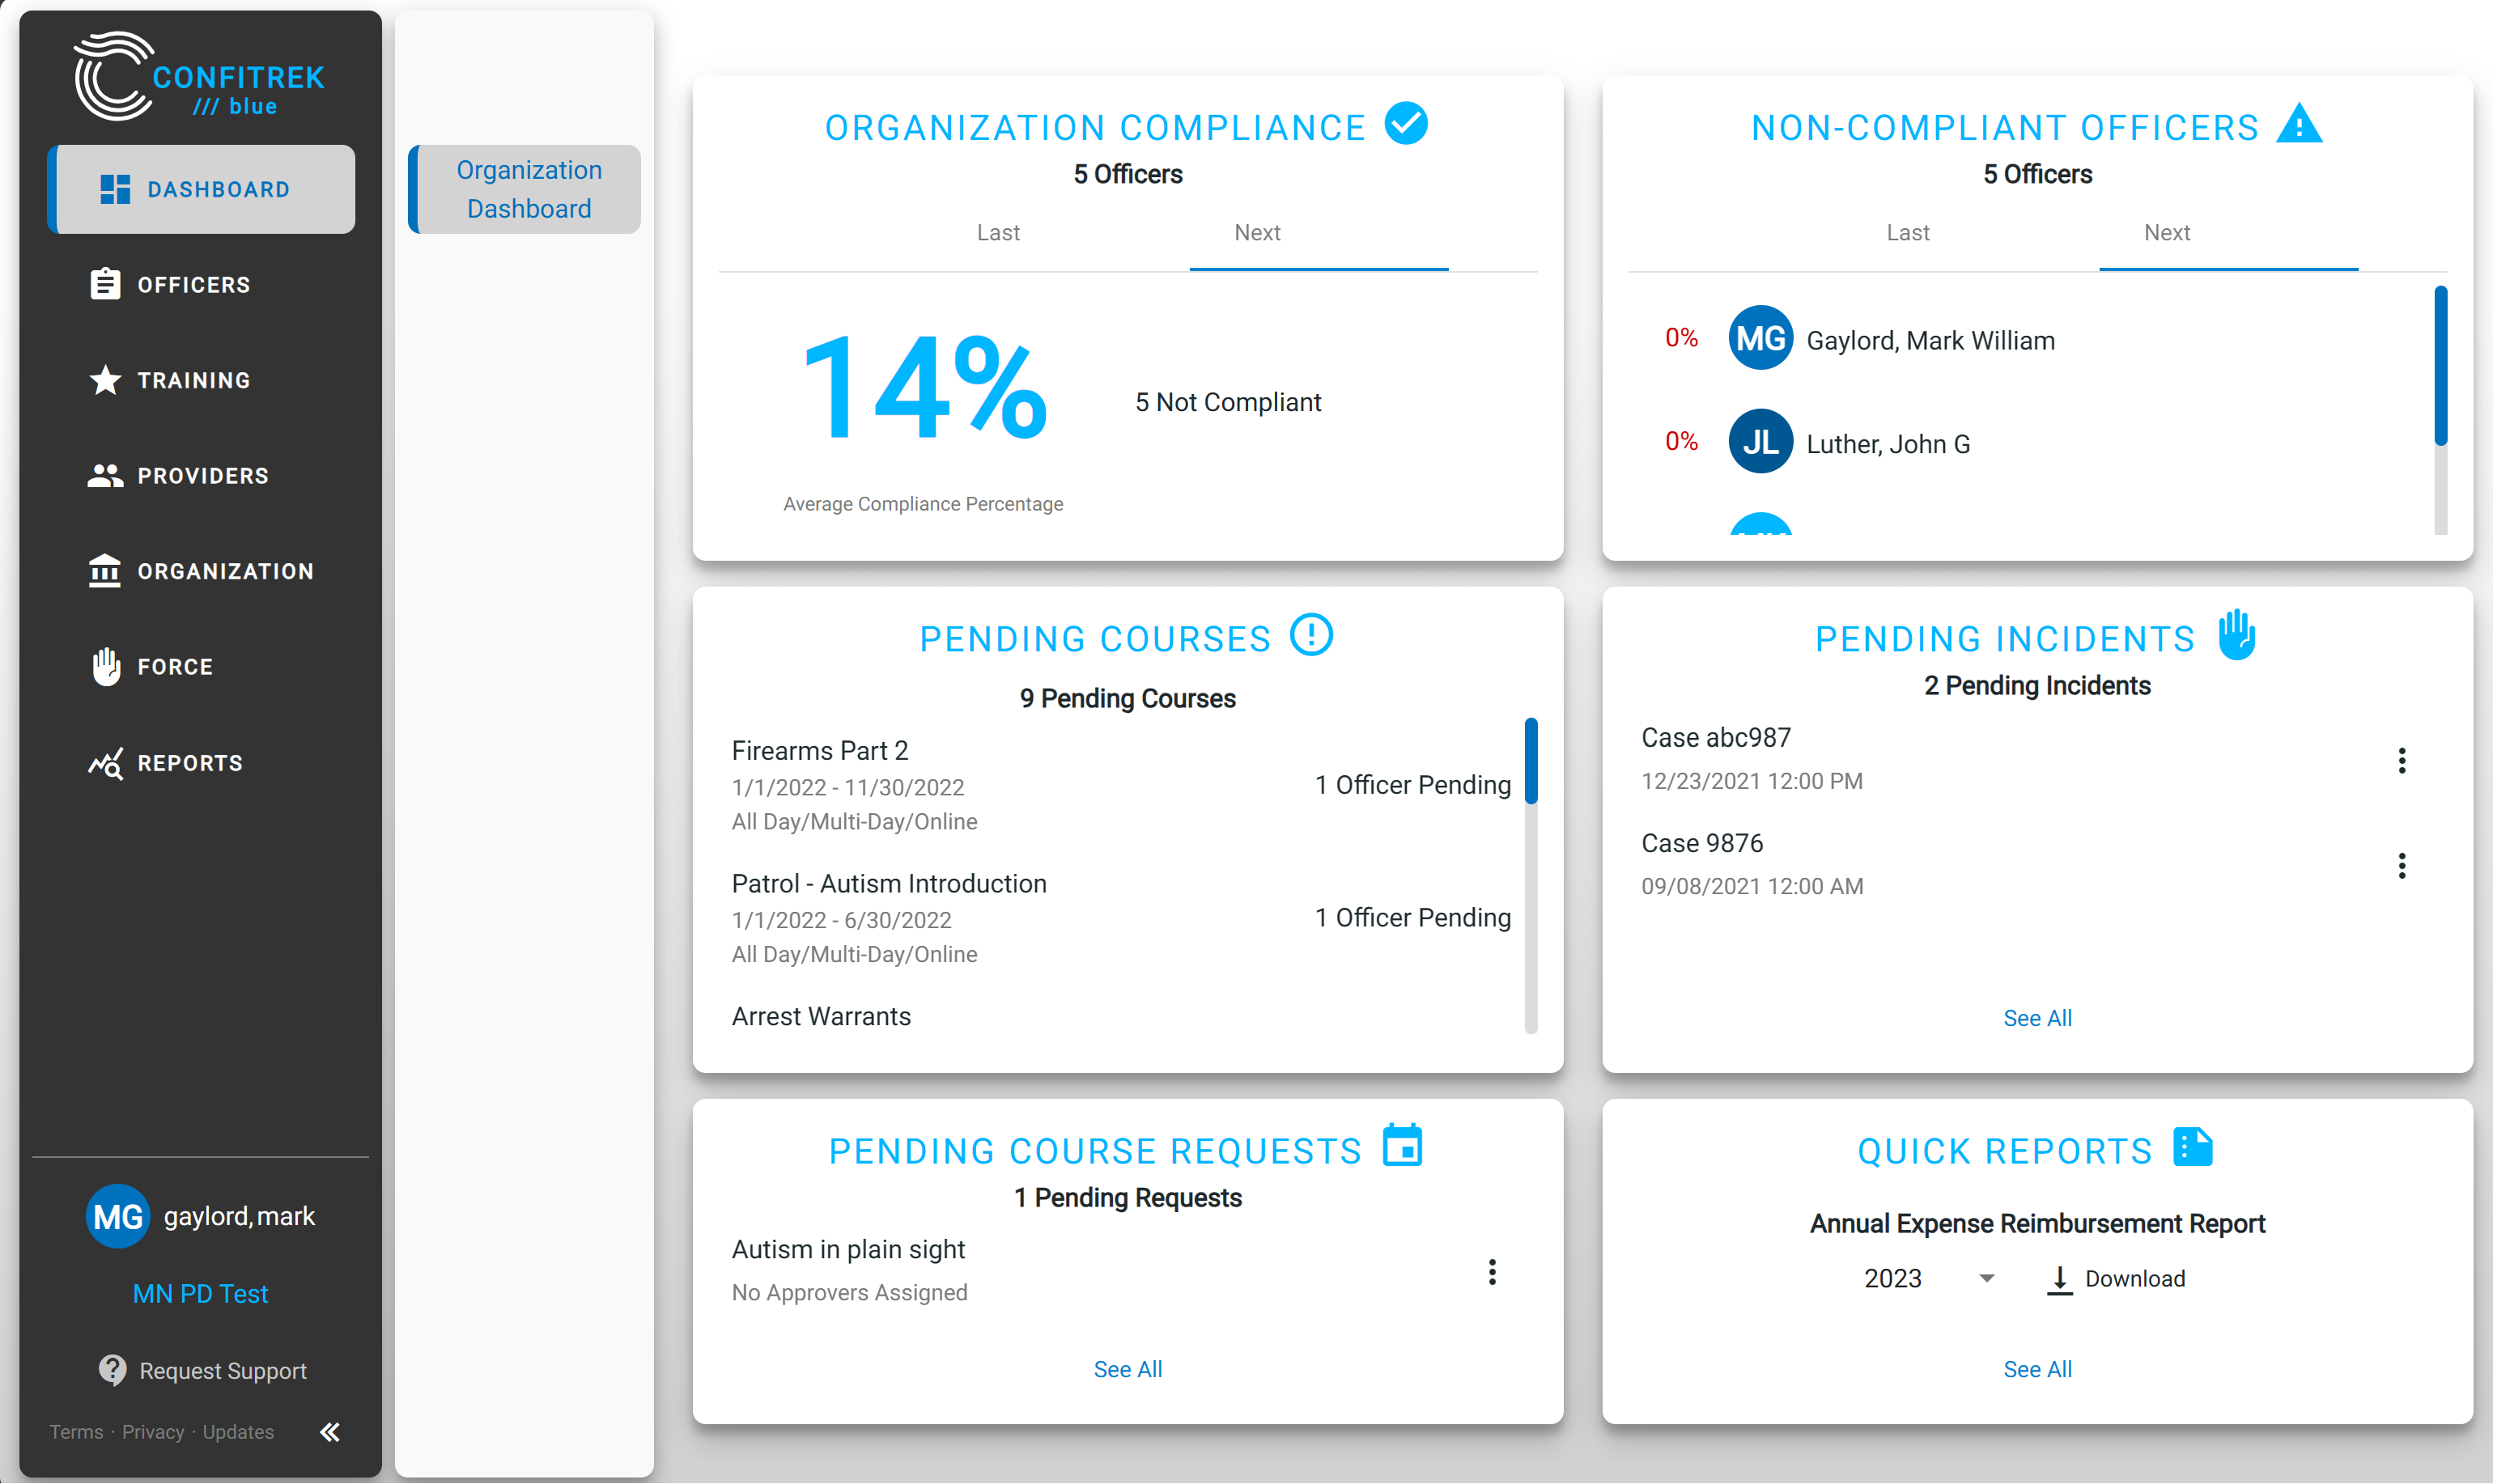 CONFITREK
/// blue
DASHBOARD
OFFICERS
TRAINING
PROVIDERS
ORGANIZATION
FORCE
REPORTS
MG gaylord, mark
MN PD Test
Request Support
Terms · Privacy · Updates
Organization
Dashboard
ORGANIZATION COMPLIANCE
5 Officers
Last Next
14%
5 Not Compliant
Average Compliance Percentage
NON-COMPLIANT OFFICERS
5 Officers
Last Next
0% MG Gaylord, Mark William
0% JL Luther, John G
PENDING COURSES
9 Pending Courses
Firearms Part 2
1/1/2022 - 11/30/2022
All Day/Multi-Day/Online
1 Officer Pending
Patrol - Autism Introduction
1/1/2022 - 6/30/2022
All Day/Multi-Day/Online
1 Officer Pending
Arrest Warrants
PENDING INCIDENTS
2 Pending Incidents
Case abc987
12/23/2021 12:00 PM
Case 9876
09/08/2021 12:00 AM
See All
PENDING COURSE REQUESTS
1 Pending Requests
Autism in plain sight
No Approvers Assigned
See All
QUICK REPORTS
Annual Expense Reimbursement Report
2023 Download
See All